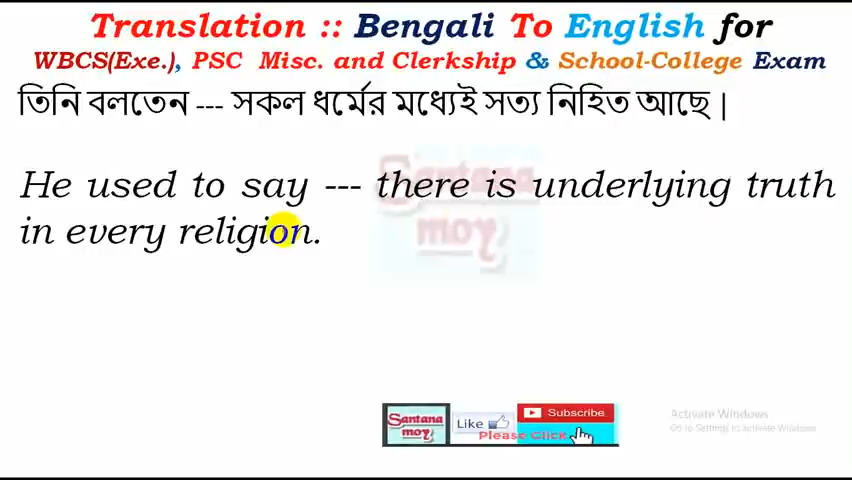 Translation :: Bengali To English for
WBCS(Exe.), PSC Misc. and Clerkship & School-College Exam
তিনি বলতেন --- সকল ধর্মের মধ্যেই সত্য নিহিত আছে।
He used to say --- there is underlying truth
in every religion.
Santana
moy
Santana
moy
Like
Subscribe
Please Click
Activate Windows
Go to Settings to activate Windows.